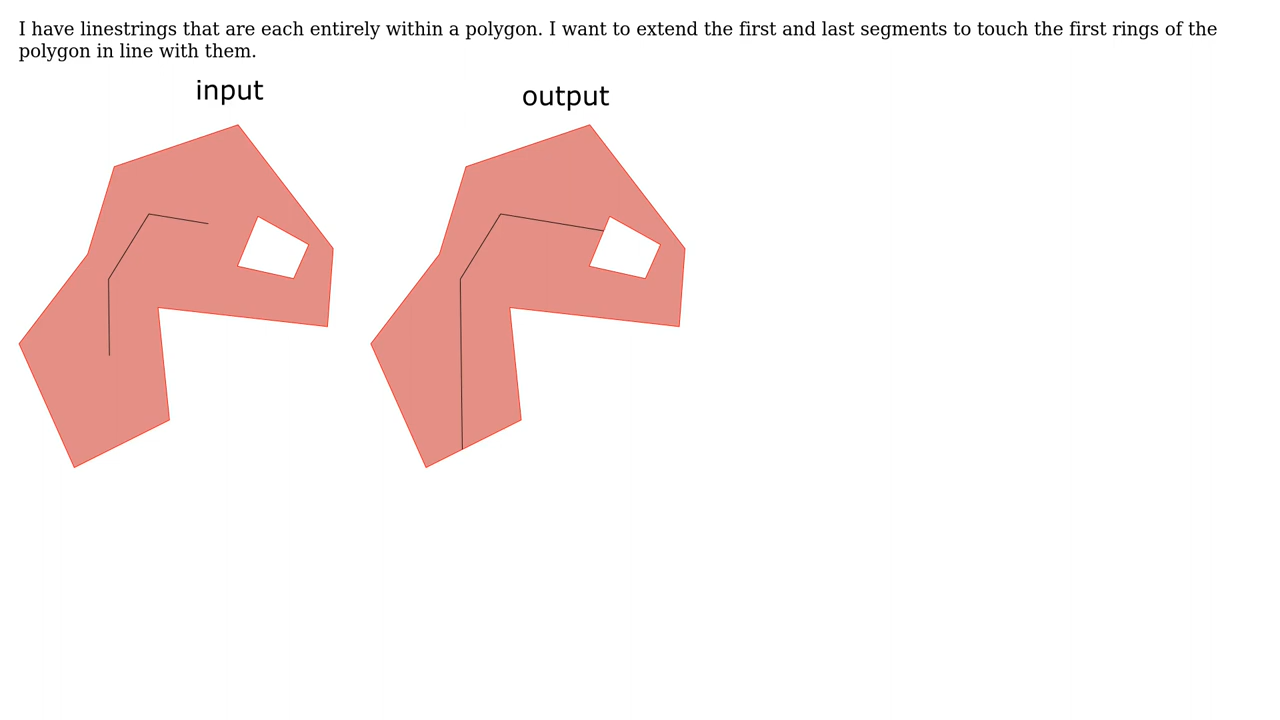 I have linestrings that are each entirely within a polygon. I want to extend the first and last segments to touch the first rings of the
polygon in line with them.
input
output